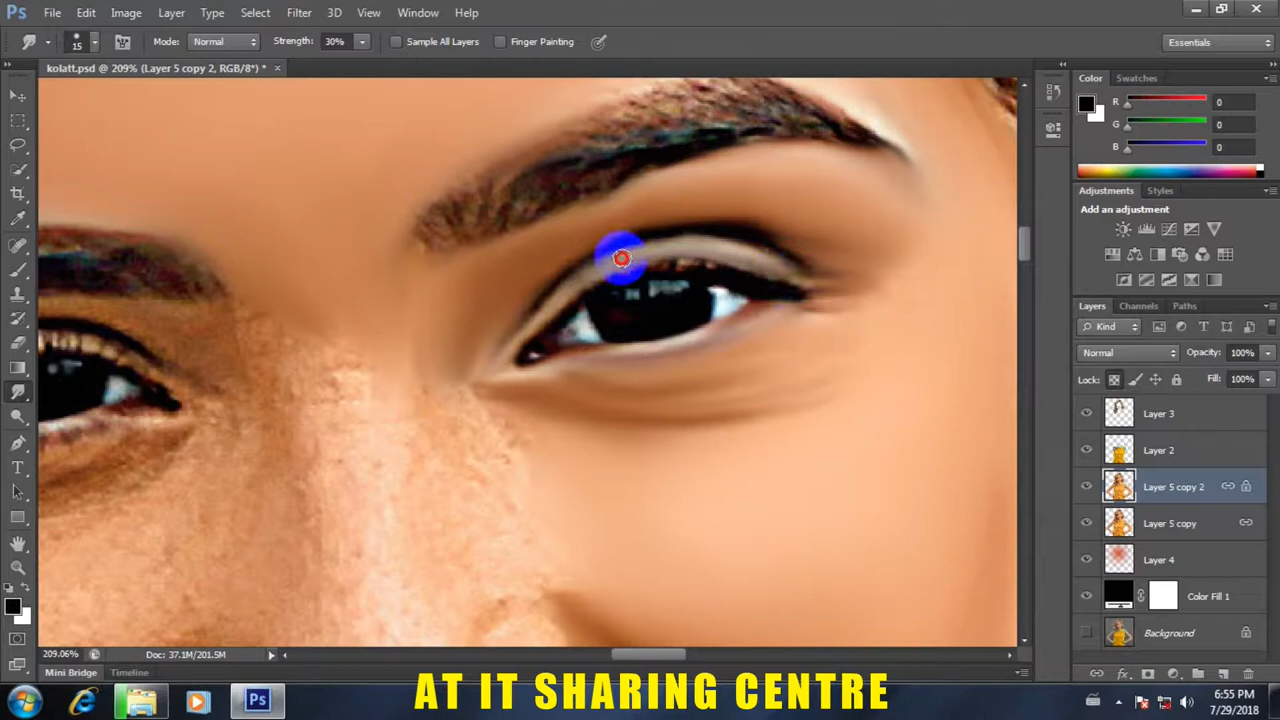 Ps File Edit Image Layer Type Select Filter 3D View Window Help
15 Mode: Normal Strength: 30% Sample All Layers Finger Painting Essentials
kolatt.psd @ 209% (Layer 5 copy 2, RGB/8*) *
Color Swatches
R 0
G 0
B 0
Adjustments Styles
Add an adjustment
Layers Channels Paths
Kind
Normal Opacity: 100%
Lock: Fill: 100%
Layer 3
Layer 2
Layer 5 copy 2
Layer 5 copy
Layer 4
Color Fill 1
Background
209.06% Doc: 37.1M/201.5M
Mini Bridge Timeline
AT IT SHARING CENTRE
Ps
6:55 PM
7/29/2018